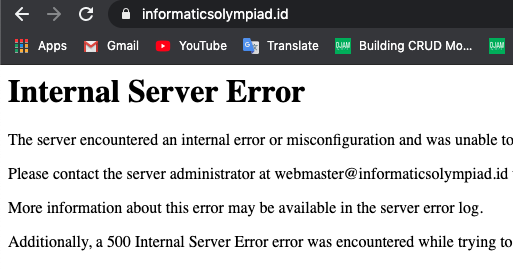 informaticsolympiad.id
Apps Gmail YouTube Translate Building CRUD Mo...
Internal Server Error
The server encountered an internal error or misconfiguration and was unable to
Please contact the server administrator at webmaster@informaticsolympiad.id
More information about this error may be available in the server error log.
Additionally, a 500 Internal Server Error error was encountered while trying to